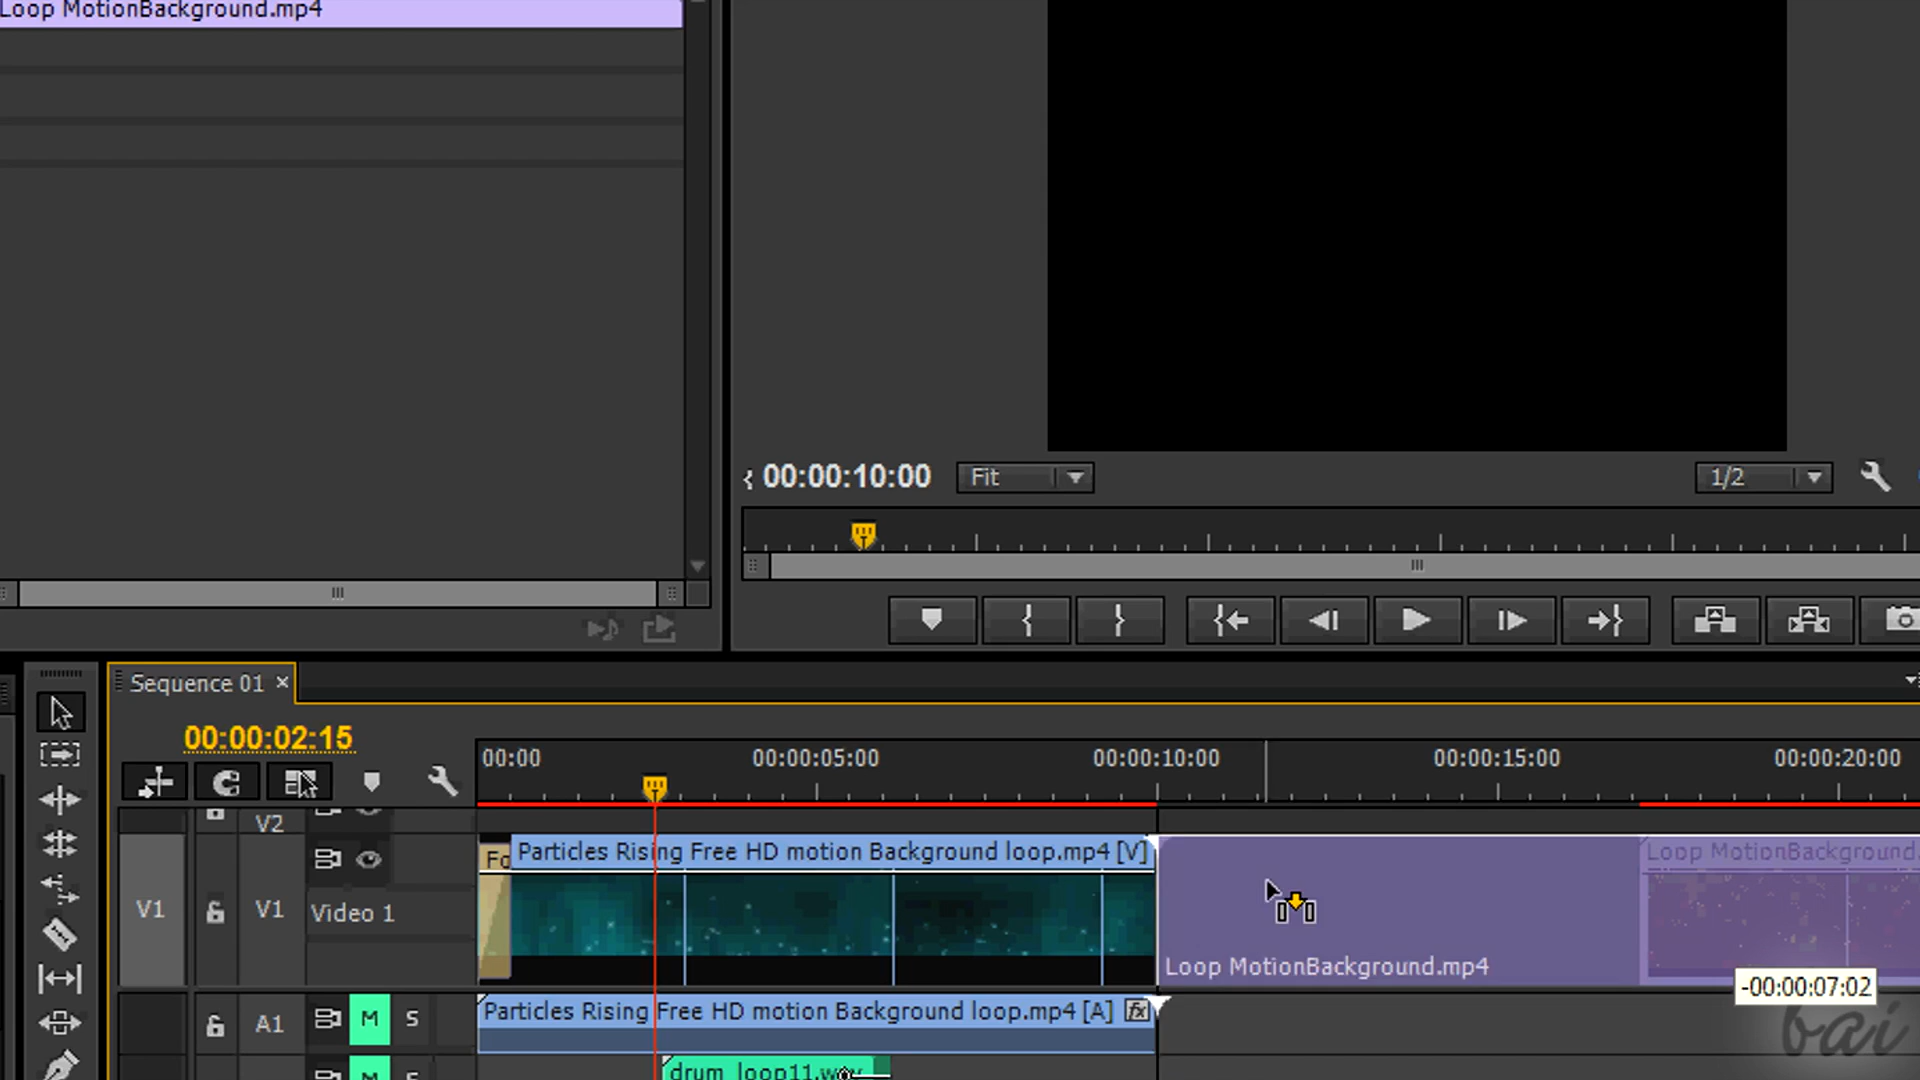 Loop MotionBackground.mp4
00:00:10:00
Fit
1/2
Sequence 01 ×
00:00:02:15
00:00 00:00:05:00 00:00:10:00 00:00:15:00 00:00:20:00
V2
Particles Rising Free HD motion Background loop.mp4 [V]
Loop MotionBackground.
V1 V1 Video 1
Loop MotionBackground.mp4
-00:00:07:02
A1 M S
Particles Rising Free HD motion Background loop.mp4 [A] fx
bai
drum_loop11.wav